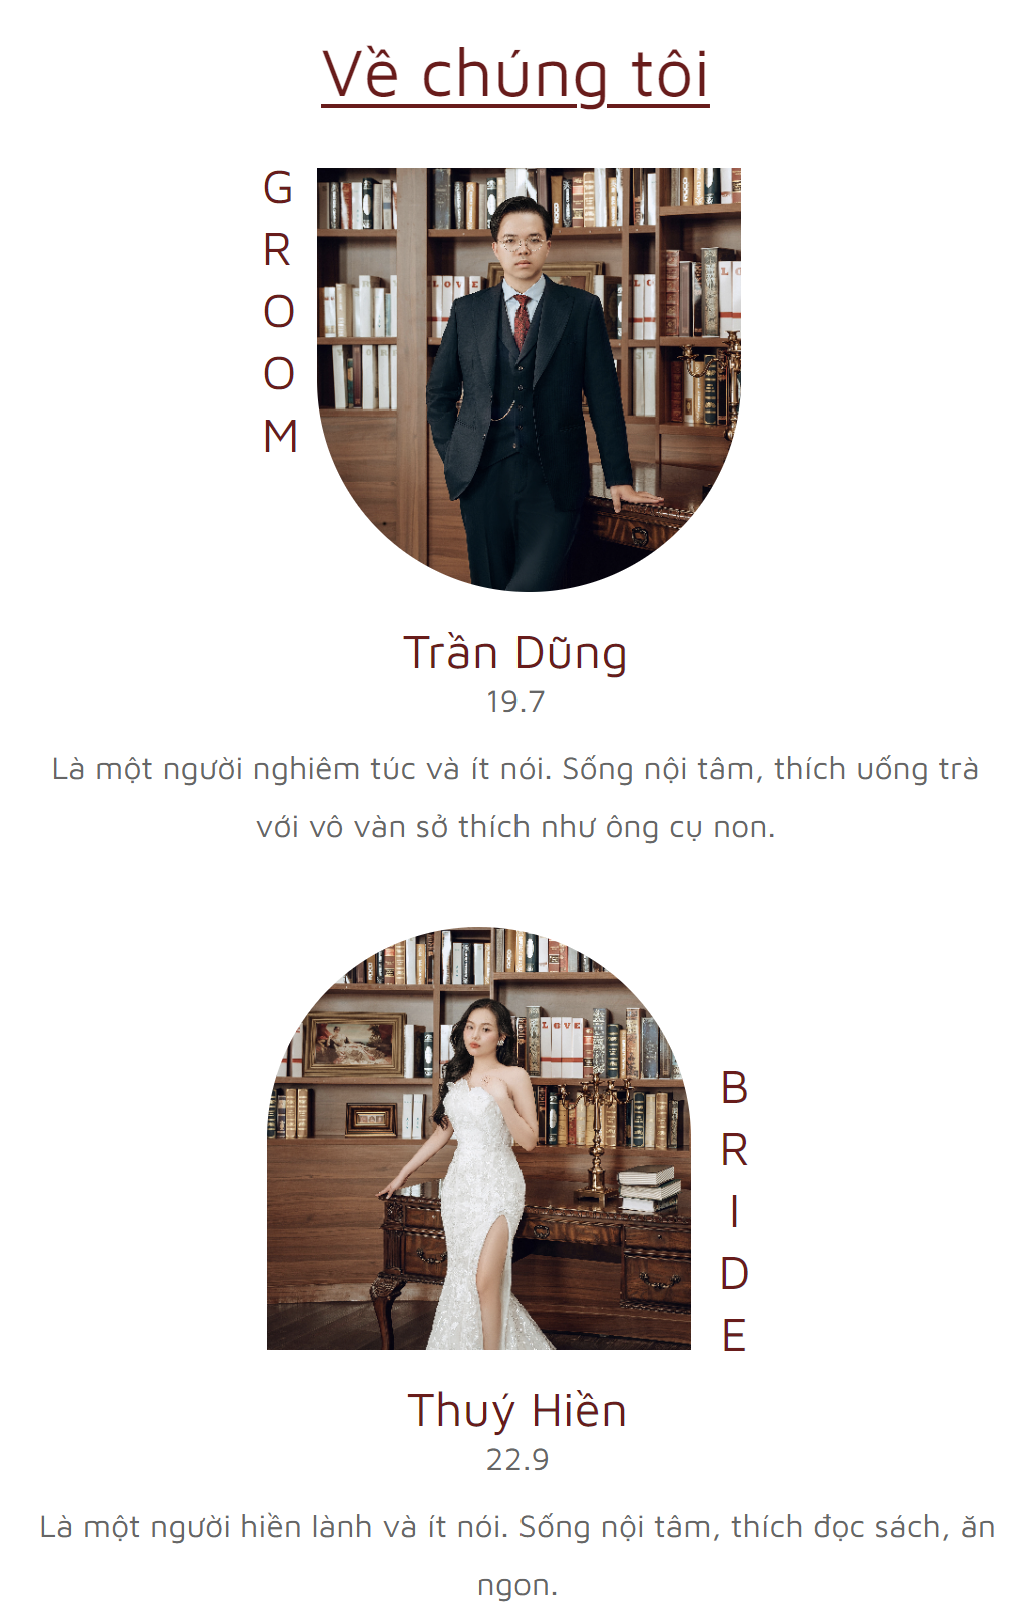 Về chúng tôi
GROOM
LOVE
Trần Dũng
19.7
Là một người nghiêm túc và ít nói. Sống nội tâm, thích uống trà
với vô vàn sở thích như ông cụ non.
LOVE
BRIDE
Thuý Hiền
22.9
Là một người hiền lành và ít nói. Sống nội tâm, thích đọc sách, ăn
ngon.